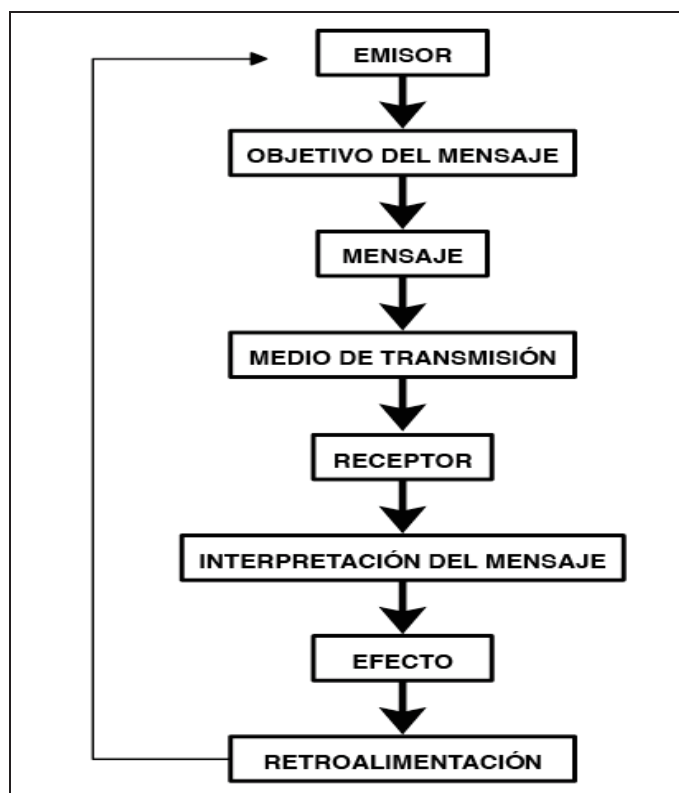 EMISOR
OBJETIVO DEL MENSAJE
MENSAJE
MEDIO DE TRANSMISIÓN
RECEPTOR
INTERPRETACIÓN DEL MENSAJE
EFECTO
RETROALIMENTACIÓN